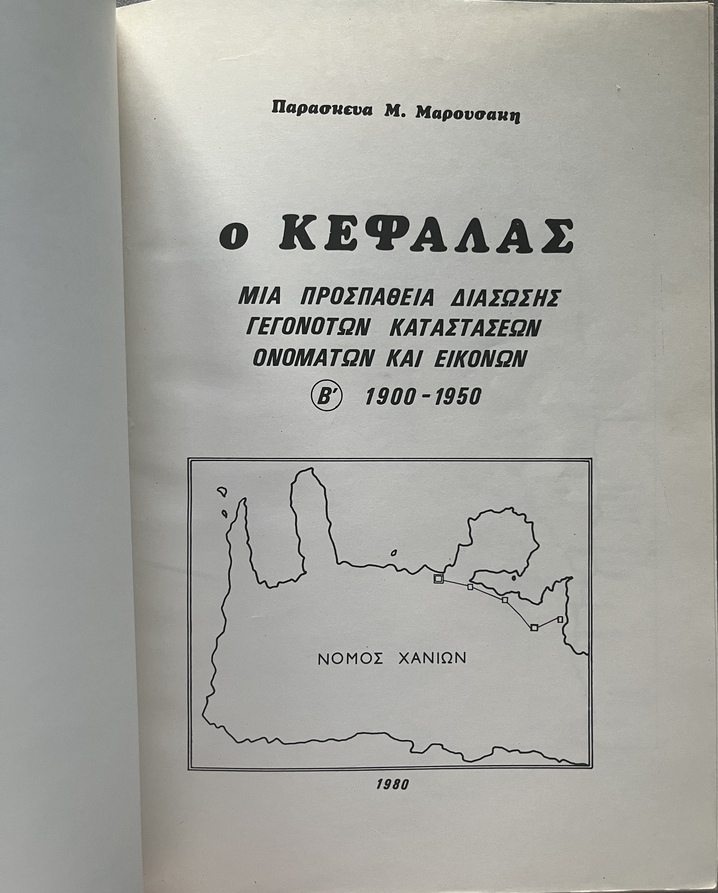 Παρασκευα Μ. Μαρουσακη
ο ΚΕΦΑΛΑΣ
ΜΙΑ ΠΡΟΣΠΑΘΕΙΑ ΔΙΑΣΩΣΗΣ
ΓΕΓΟΝΟΤΩΝ ΚΑΤΑΣΤΑΣΕΩΝ
ΟΝΟΜΑΤΩΝ ΚΑΙ ΕΙΚΟΝΩΝ
Β' 1900-1950
ΝΟΜΟΣ ΧΑΝΙΩΝ
1980